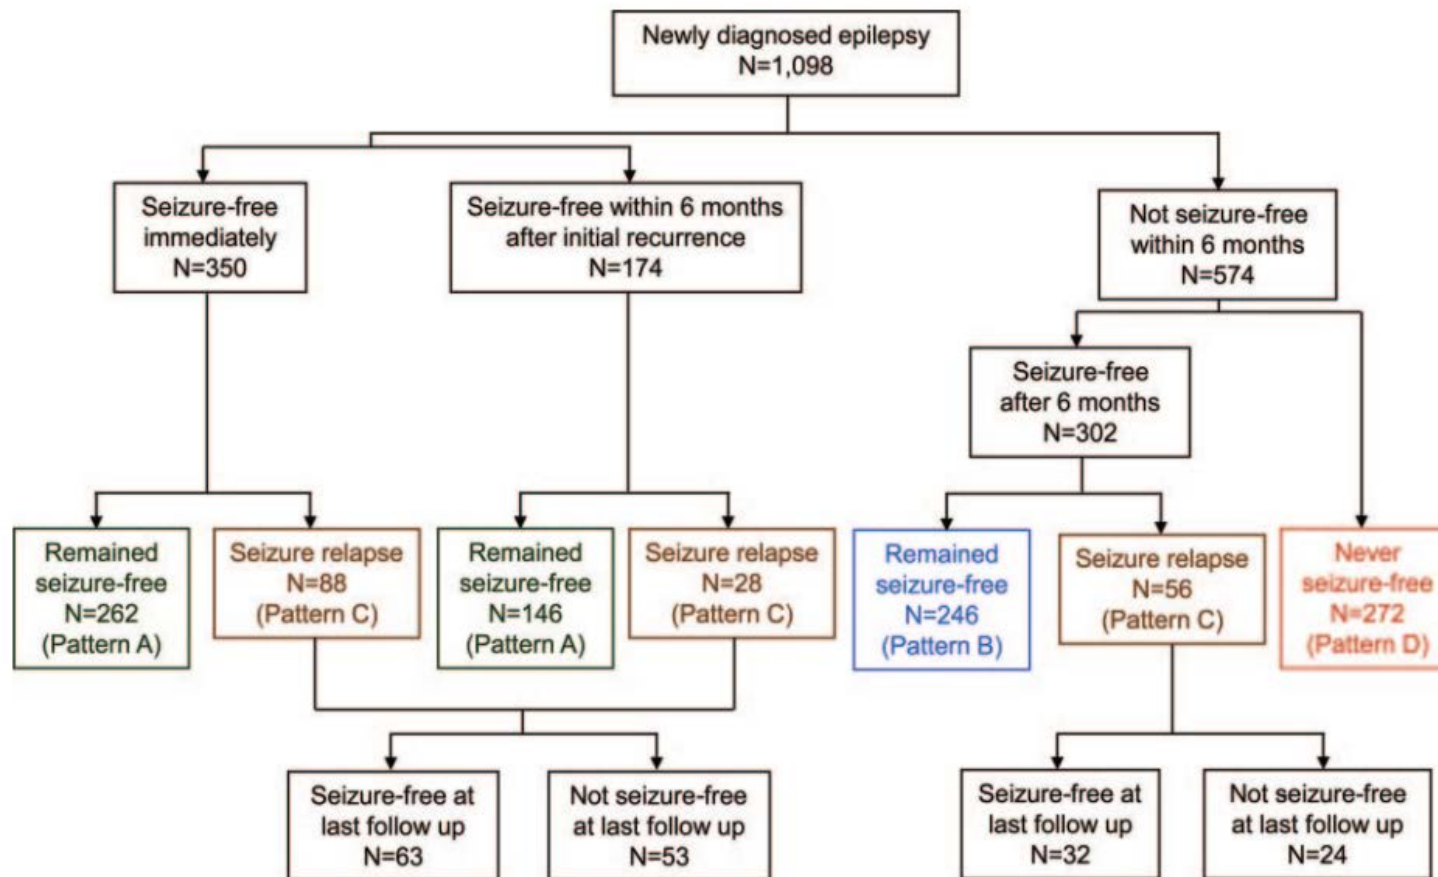 Newly diagnosed epilepsy
N=1,098
Seizure-free
immediately
N=350
Seizure-free within 6 months
after initial recurrence
N=174
Not seizure-free
within 6 months
N=574
Seizure-free
after 6 months
N=302
Remained
seizure-free
N=262
(Pattern A)
Seizure relapse
N=88
(Pattern C)
Remained
seizure-free
N=146
(Pattern A)
Seizure relapse
N=28
(Pattern C)
Remained
seizure-free
N=246
(Pattern B)
Seizure relapse
N=56
(Pattern C)
Never
seizure-free
N=272
(Pattern D)
Seizure-free at
last follow up
N=63
Not seizure-free
at last follow up
N=53
Seizure-free at
last follow up
N=32
Not seizure-free
at last follow up
N=24